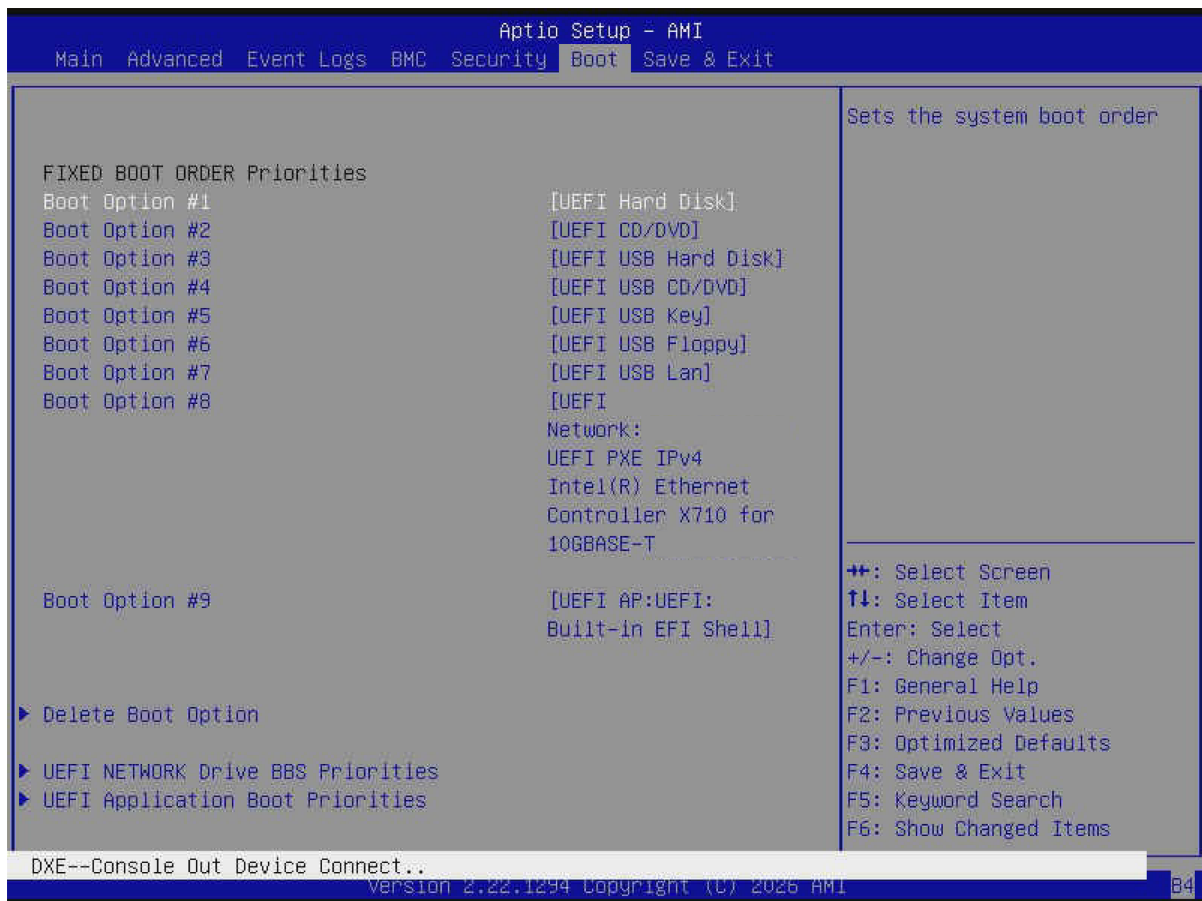 Aptio Setup – AMI
Main Advanced Event Logs BMC Security Boot Save & Exit
Sets the system boot order
FIXED BOOT ORDER Priorities
Boot Option #1 [UEFI Hard Disk]
Boot Option #2 [UEFI CD/DVD]
Boot Option #3 [UEFI USB Hard Disk]
Boot Option #4 [UEFI USB CD/DVD]
Boot Option #5 [UEFI USB Key]
Boot Option #6 [UEFI USB Floppy]
Boot Option #7 [UEFI USB Lan]
Boot Option #8 [UEFI
Network:
UEFI PXE IPv4
Intel(R) Ethernet
Controller X710 for
10GBASE-T
Boot Option #9 [UEFI AP:UEFI:
Built-in EFI Shell]
▶ Delete Boot Option
▶ UEFI NETWORK Drive BBS Priorities
▶ UEFI Application Boot Priorities
→←: Select Screen
↑↓: Select Item
Enter: Select
+/-: Change Opt.
F1: General Help
F2: Previous Values
F3: Optimized Defaults
F4: Save & Exit
F5: Keyword Search
F6: Show Changed Items
DXE--Console Out Device Connect..
Version 2.22.1294 Copyright (C) 2026 AMI
B4